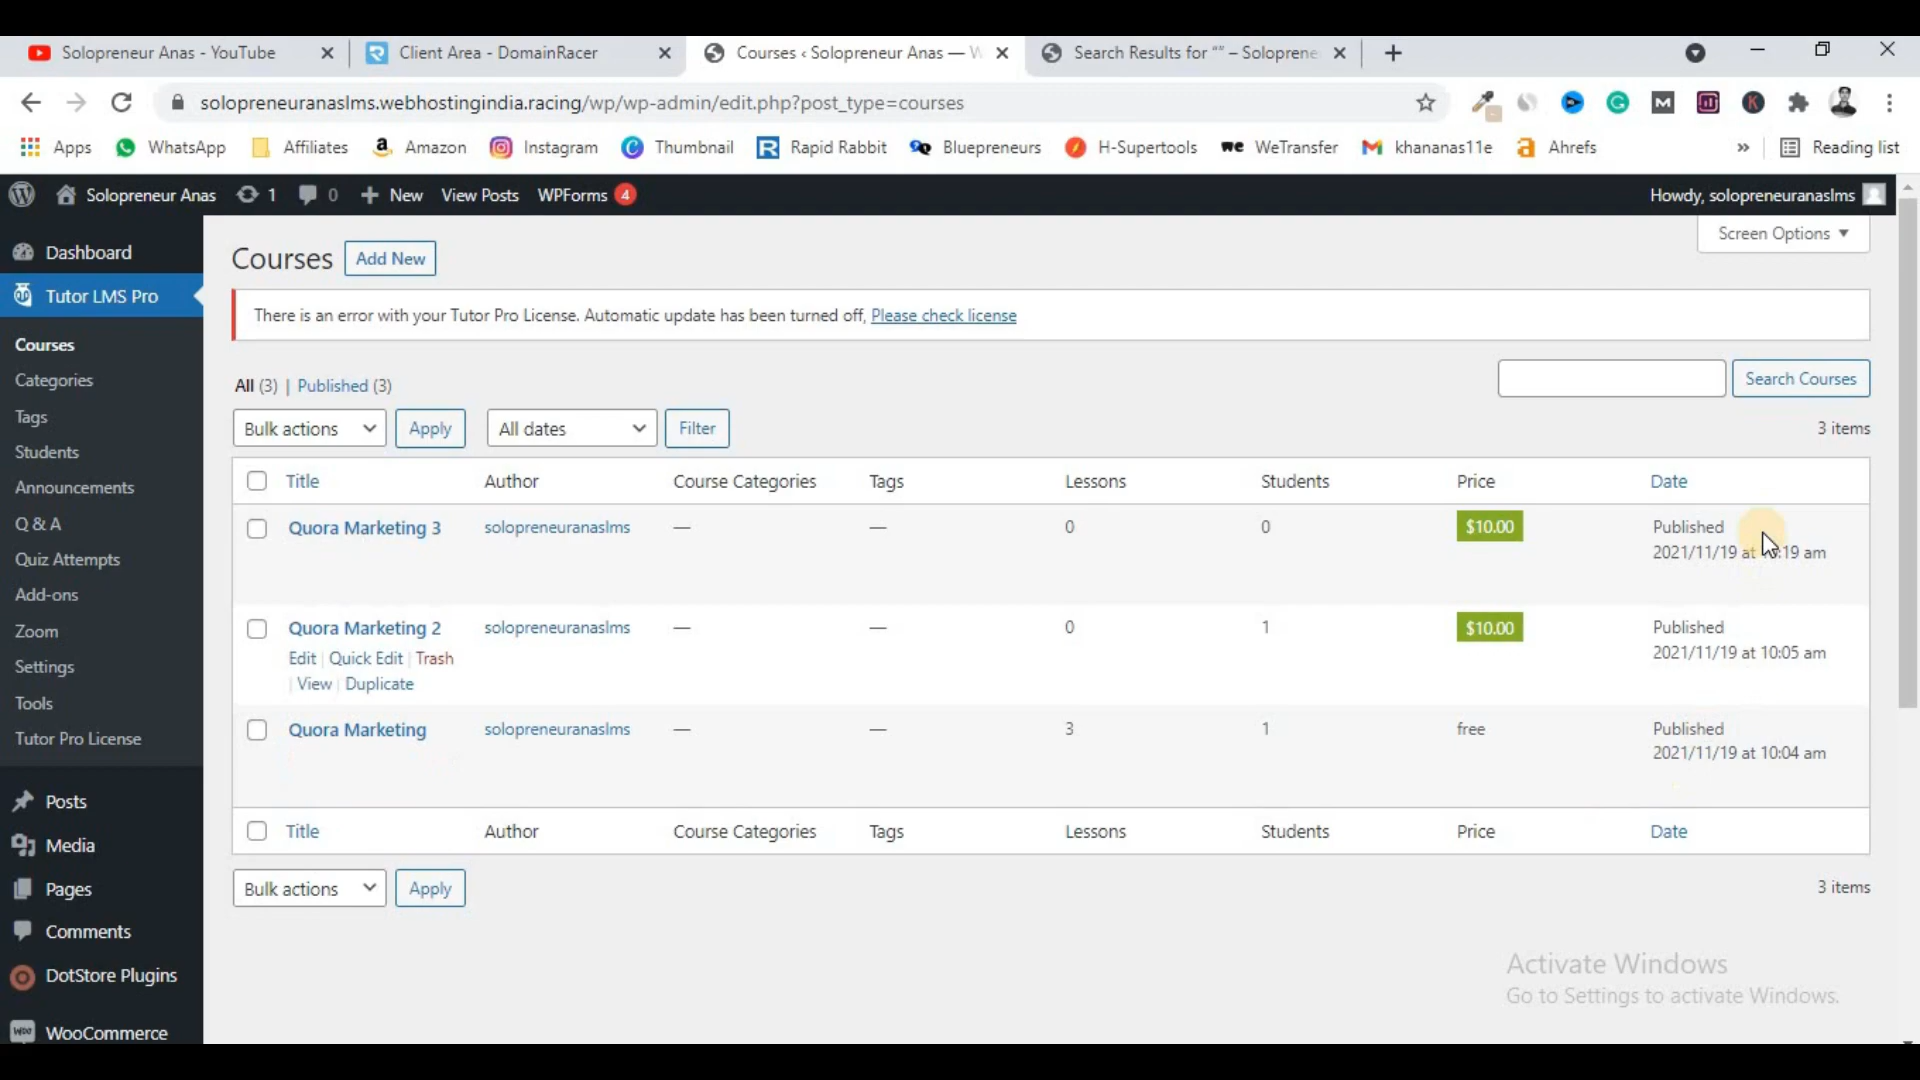 Solopreneur Anas - YouTube
Client Area - DomainRacer
Courses ‹ Solopreneur Anas — W
Search Results for "" – Soloprene
solopreneuranaslms.webhostingindia.racing/wp/wp-admin/edit.php?post_type=courses
Apps
WhatsApp
Affiliates
Amazon
Instagram
Thumbnail
Rapid Rabbit
Bluepreneurs
H-Supertools
WeTransfer
khananas11e
Ahrefs
»
Reading list
Solopreneur Anas
1
0
New
View Posts
WPForms 4
Howdy, solopreneuranaslms
Dashboard
Tutor LMS Pro
Courses
Categories
Tags
Students
Announcements
Q & A
Quiz Attempts
Add-ons
Zoom
Settings
Tools
Tutor Pro License
Posts
Media
Pages
Comments
DotStore Plugins
WooCommerce
Courses
Add New
Screen Options
There is an error with your Tutor Pro License. Automatic update has been turned off, Please check license
All (3) | Published (3)
Search Courses
Bulk actions
Apply
All dates
Filter
3 items
Title Author Course Categories Tags Lessons Students Price Date
Quora Marketing 3 solopreneuranaslms — — 0 0 $10.00 Published
2021/11/19 at :19 am
Quora Marketing 2 solopreneuranaslms — — 0 1 $10.00 Published
2021/11/19 at 10:05 am
Edit | Quick Edit | Trash
| View | Duplicate
Quora Marketing solopreneuranaslms — — 3 1 free Published
2021/11/19 at 10:04 am
Title Author Course Categories Tags Lessons Students Price Date
Bulk actions
Apply
3 items
Activate Windows
Go to Settings to activate Windows.